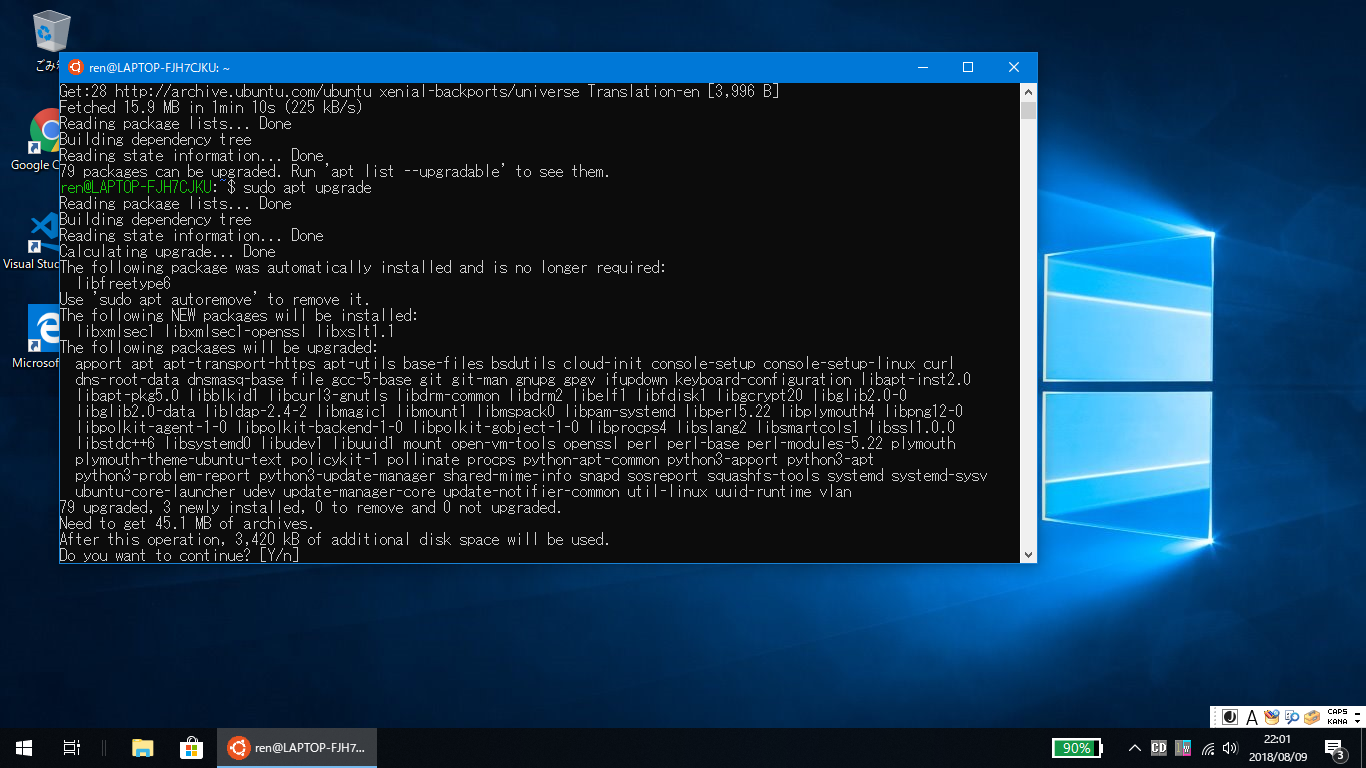 ごみ
Google C
Visual Stud
Microsof
ren@LAPTOP-FJH7CJKU: ~
Get:28 http://archive.ubuntu.com/ubuntu xenial-backports/universe Translation-en [3,996 B]
Fetched 15.9 MB in 1min 10s (225 kB/s)
Reading package lists... Done
Building dependency tree
Reading state information... Done
79 packages can be upgraded. Run 'apt list --upgradable' to see them.
ren@LAPTOP-FJH7CJKU:~$ sudo apt upgrade
Reading package lists... Done
Building dependency tree
Reading state information... Done
Calculating upgrade... Done
The following package was automatically installed and is no longer required:
  libfreetype6
Use 'sudo apt autoremove' to remove it.
The following NEW packages will be installed:
  libxmlsec1 libxmlsec1-openssl libxslt1.1
The following packages will be upgraded:
  apport apt apt-transport-https apt-utils base-files bsdutils cloud-init console-setup console-setup-linux curl
  dns-root-data dnsmasq-base file gcc-5-base git git-man gnupg gpgv ifupdown keyboard-configuration libapt-inst2.0
  libapt-pkg5.0 libblkid1 libcurl3-gnutls libdrm-common libdrm2 libelf1 libfdisk1 libgcrypt20 libglib2.0-0
  libglib2.0-data libldap-2.4-2 libmagic1 libmount1 libmspack0 libpam-systemd libperl5.22 libplymouth4 libpng12-0
  libpolkit-agent-1-0 libpolkit-backend-1-0 libpolkit-gobject-1-0 libprocps4 libslang2 libsmartcols1 libssl1.0.0
  libstdc++6 libsystemd0 libudev1 libuuid1 mount open-vm-tools openssl perl perl-base perl-modules-5.22 plymouth
  plymouth-theme-ubuntu-text policykit-1 pollinate procps python-apt-common python3-apport python3-apt
  python3-problem-report python3-update-manager shared-mime-info snapd sosreport squashfs-tools systemd systemd-sysv
  ubuntu-core-launcher udev update-manager-core update-notifier-common util-linux uuid-runtime vlan
79 upgraded, 3 newly installed, 0 to remove and 0 not upgraded.
Need to get 45.1 MB of archives.
After this operation, 3,420 kB of additional disk space will be used.
Do you want to continue? [Y/n]
A
CAPS
KANA
ren@LAPTOP-FJH7...
90%
CD
22:01
2018/08/09
3